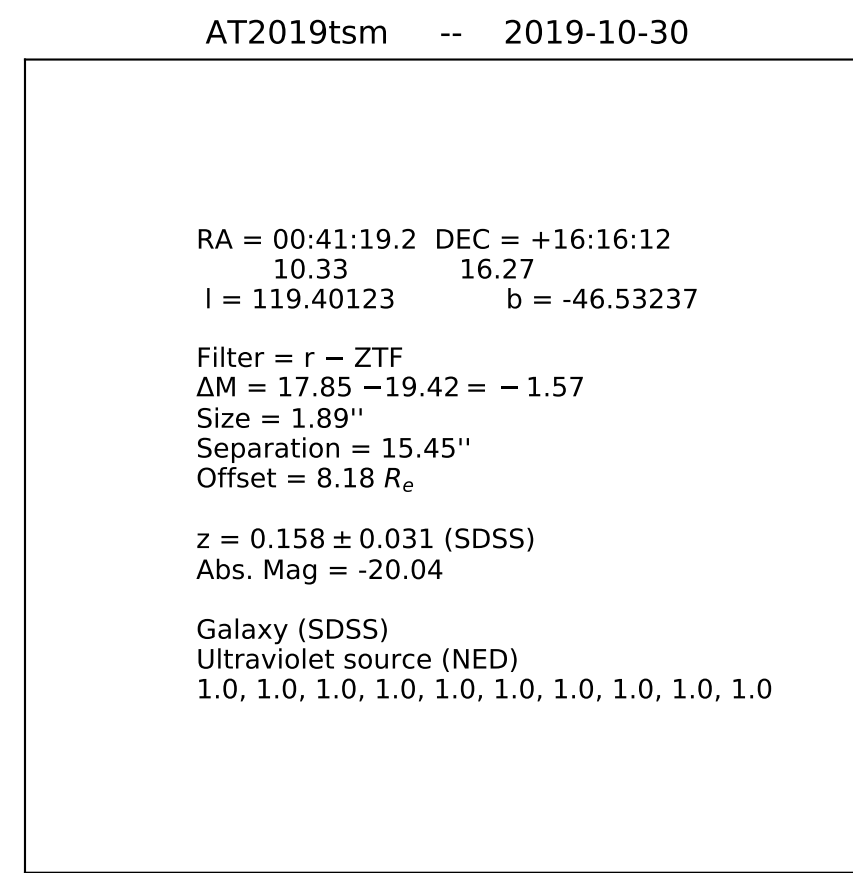 AT2019tsm -- 2019-10-30
RA = 00:41:19.2 DEC = +16:16:12
10.33 16.27
l = 119.40123 b = -46.53237
Filter = r − ZTF
ΔM = 17.85 −19.42 = − 1.57
Size = 1.89''
Separation = 15.45''
Offset = 8.18 Rₑ
z = 0.158 ± 0.031 (SDSS)
Abs. Mag = -20.04
Galaxy (SDSS)
Ultraviolet source (NED)
1.0, 1.0, 1.0, 1.0, 1.0, 1.0, 1.0, 1.0, 1.0, 1.0